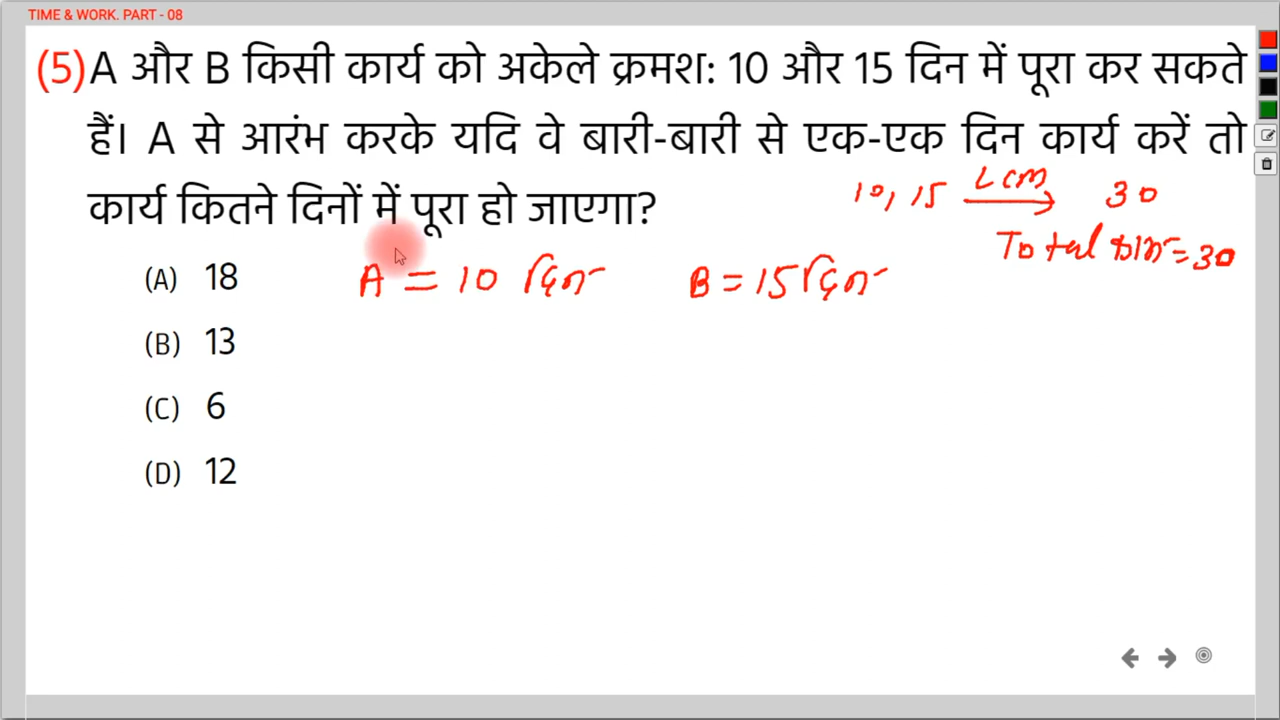 TIME & WORK. PART - 08
(5) A और B किसी कार्य को अकेले क्रमश: 10 और 15 दिन में पूरा कर सकते
हैं। A से आरंभ करके यदि वे बारी-बारी से एक-एक दिन कार्य करें तो
कार्य कितने दिनों में पूरा हो जाएगा?
10, 15 LCM → 30
Total कार्य = 30
(A) 18
A = 10 दिन B = 15 दिन
(B) 13
(C) 6
(D) 12